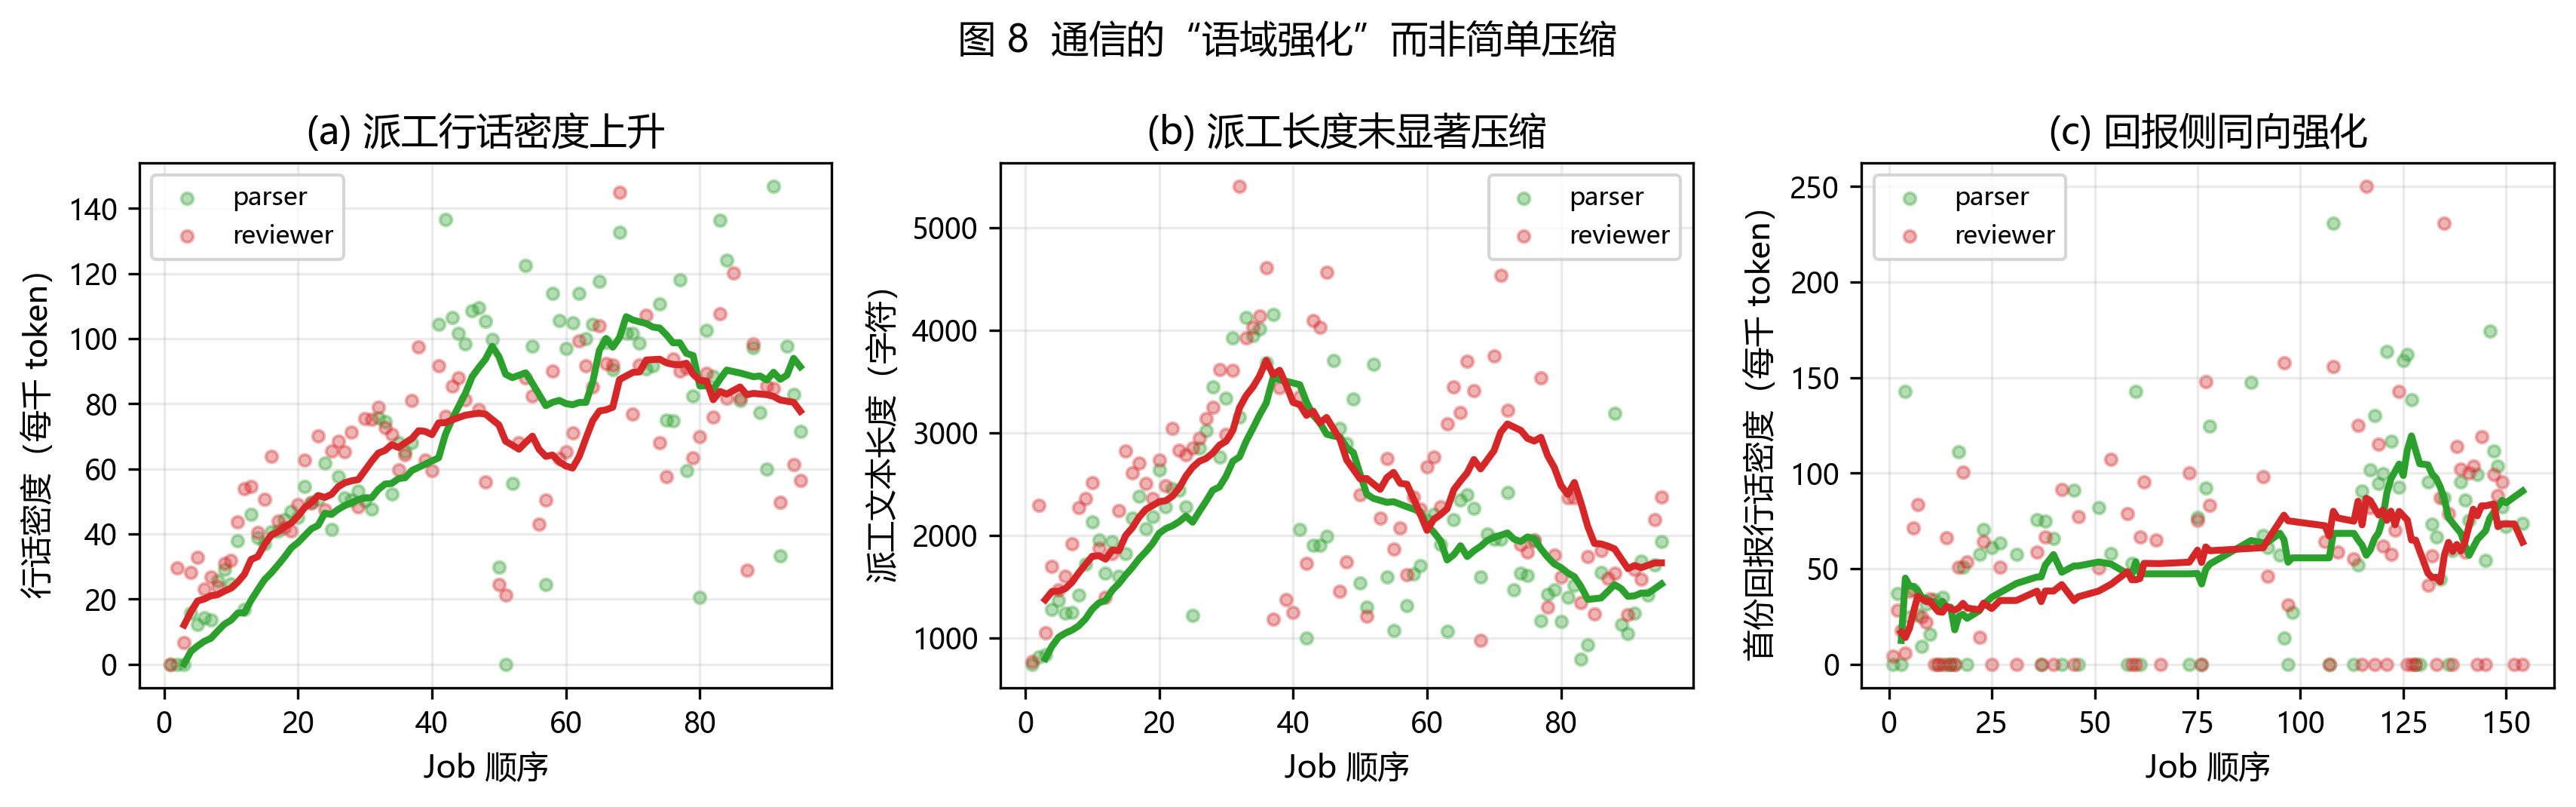 图 8 通信的“语域强化”而非简单压缩
(a) 派工行话密度上升
行话密度（每千 token）
140
120
100
80
60
40
20
0
parser
reviewer
0 20 40 60 80
Job 顺序
(b) 派工长度未显著压缩
派工文本长度（字符）
5000
4000
3000
2000
1000
parser
reviewer
0 20 40 60 80
Job 顺序
(c) 回报侧同向强化
首份回报行话密度（每千 token）
250
200
150
100
50
0
parser
reviewer
0 25 50 75 100 125 150
Job 顺序